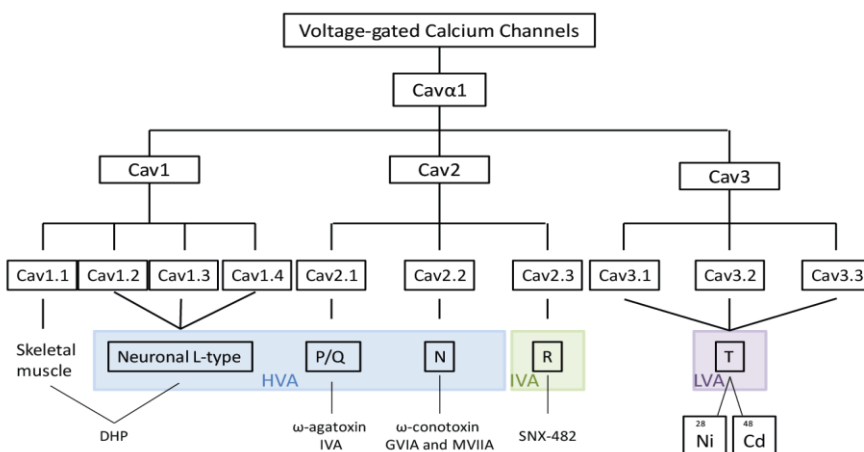 Voltage-gated Calcium Channels
Cavα1
Cav1
Cav2
Cav3
Cav1.1
Cav1.2
Cav1.3
Cav1.4
Cav2.1
Cav2.2
Cav2.3
Cav3.1
Cav3.2
Cav3.3
Skeletal
muscle
Neuronal L-type
P/Q
N
R
T
HVA
IVA
LVA
DHP
ω-agatoxin
IVA
ω-conotoxin
GVIA and MVIIA
SNX-482
28
Ni
48
Cd